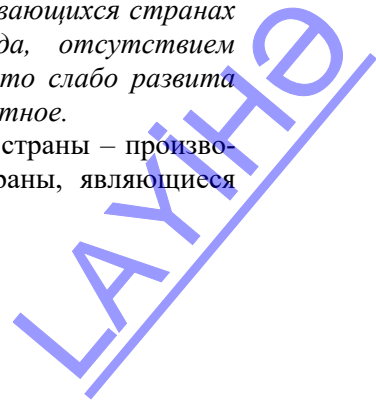 вающихся странах
да, отсутствием
то слабо развита
тное.
страны – произво-
раны, являющиеся
LAYİHƏ